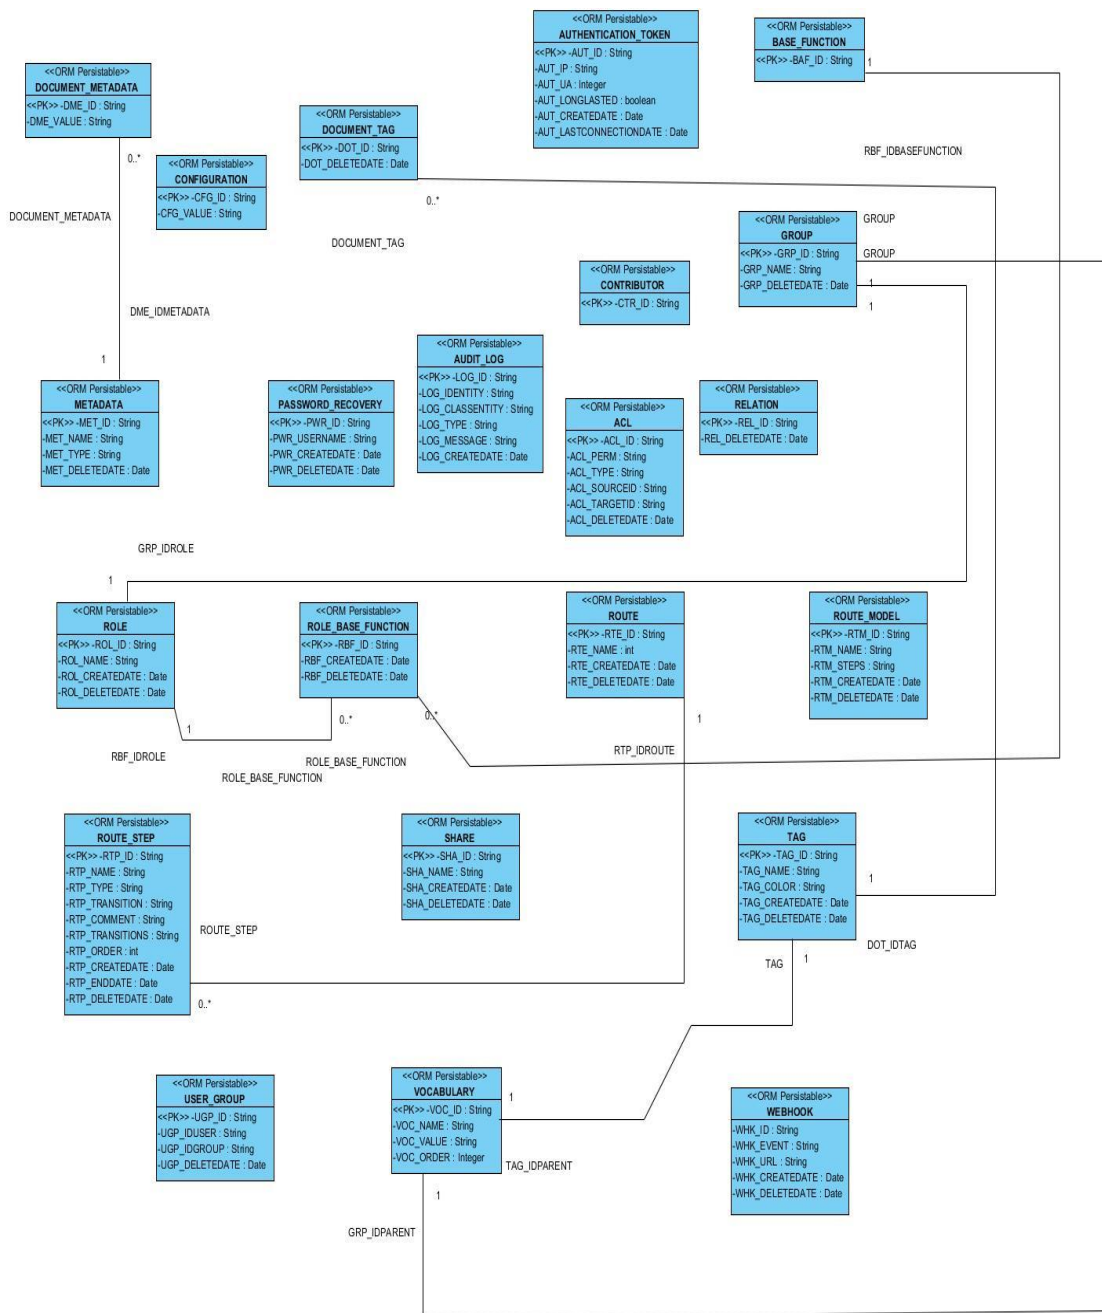 <<ORM Persistable>>
AUTHENTICATION_TOKEN
<<PK>> -AUT_ID : String
-AUT_IP : String
-AUT_UA : Integer
-AUT_LONGLASTED : boolean
-AUT_CREATEDATE : Date
-AUT_LASTCONNECTIONDATE : Date
<<ORM Persistable>>
BASE_FUNCTION
<<PK>> -BAF_ID : String
1
RBF_IDBASEFUNCTION
<<ORM Persistable>>
DOCUMENT_METADATA
<<PK>> -DME_ID : String
-DME_VALUE : String
0..*
DOCUMENT_METADATA
DME_IDMETADATA
1
<<ORM Persistable>>
CONFIGURATION
<<PK>> -CFG_ID : String
-CFG_VALUE : String
<<ORM Persistable>>
DOCUMENT_TAG
<<PK>> -DOT_ID : String
-DOT_DELETEDATE : Date
0..*
DOCUMENT_TAG
<<ORM Persistable>>
GROUP
<<PK>> -GRP_ID : String
-GRP_NAME : String
-GRP_DELETEDATE : Date
GROUP
GROUP
1
1
<<ORM Persistable>>
CONTRIBUTOR
<<PK>> -CTR_ID : String
<<ORM Persistable>>
METADATA
<<PK>> -MET_ID : String
-MET_NAME : String
-MET_TYPE : String
-MET_DELETEDATE : Date
<<ORM Persistable>>
PASSWORD_RECOVERY
<<PK>> -PWR_ID : String
-PWR_USERNAME : String
-PWR_CREATEDATE : Date
-PWR_DELETEDATE : Date
<<ORM Persistable>>
AUDIT_LOG
<<PK>> -LOG_ID : String
-LOG_IDENTITY : String
-LOG_CLASSENTITY : String
-LOG_TYPE : String
-LOG_MESSAGE : String
-LOG_CREATEDATE : Date
<<ORM Persistable>>
ACL
<<PK>> -ACL_ID : String
-ACL_PERM : String
-ACL_TYPE : String
-ACL_SOURCEID : String
-ACL_TARGETID : String
-ACL_DELETEDATE : Date
<<ORM Persistable>>
RELATION
<<PK>> -REL_ID : String
-REL_DELETEDATE : Date
GRP_IDROLE
1
<<ORM Persistable>>
ROLE
<<PK>> -ROL_ID : String
-ROL_NAME : String
-ROL_CREATEDATE : Date
-ROL_DELETEDATE : Date
1
RBF_IDROLE
<<ORM Persistable>>
ROLE_BASE_FUNCTION
<<PK>> -RBF_ID : String
-RBF_CREATEDATE : Date
-RBF_DELETEDATE : Date
0..*
0..*
ROLE_BASE_FUNCTION
ROLE_BASE_FUNCTION
<<ORM Persistable>>
ROUTE
<<PK>> -RTE_ID : String
-RTE_NAME : int
-RTE_CREATEDATE : Date
-RTE_DELETEDATE : Date
1
RTP_IDROUTE
<<ORM Persistable>>
ROUTE_MODEL
<<PK>> -RTM_ID : String
-RTM_NAME : String
-RTM_STEPS : String
-RTM_CREATEDATE : Date
-RTM_DELETEDATE : Date
<<ORM Persistable>>
ROUTE_STEP
<<PK>> -RTP_ID : String
-RTP_NAME : String
-RTP_TYPE : String
-RTP_TRANSITION : String
-RTP_COMMENT : String
-RTP_TRANSITIONS : String
-RTP_ORDER : int
-RTP_CREATEDATE : Date
-RTP_ENDDATE : Date
-RTP_DELETEDATE : Date
ROUTE_STEP
0..*
<<ORM Persistable>>
SHARE
<<PK>> -SHA_ID : String
-SHA_NAME : String
-SHA_CREATEDATE : Date
-SHA_DELETEDATE : Date
<<ORM Persistable>>
TAG
<<PK>> -TAG_ID : String
-TAG_NAME : String
-TAG_COLOR : String
-TAG_CREATEDATE : Date
-TAG_DELETEDATE : Date
1
DOT_IDTAG
TAG
1
<<ORM Persistable>>
USER_GROUP
<<PK>> -UGP_ID : String
-UGP_IDUSER : String
-UGP_IDGROUP : String
-UGP_DELETEDATE : Date
<<ORM Persistable>>
VOCABULARY
<<PK>> -VOC_ID : String
-VOC_NAME : String
-VOC_VALUE : String
-VOC_ORDER : Integer
1
TAG_IDPARENT
1
GRP_IDPARENT
<<ORM Persistable>>
WEBHOOK
-WHK_ID : String
-WHK_EVENT : String
-WHK_URL : String
-WHK_CREATEDATE : Date
-WHK_DELETEDATE : Date